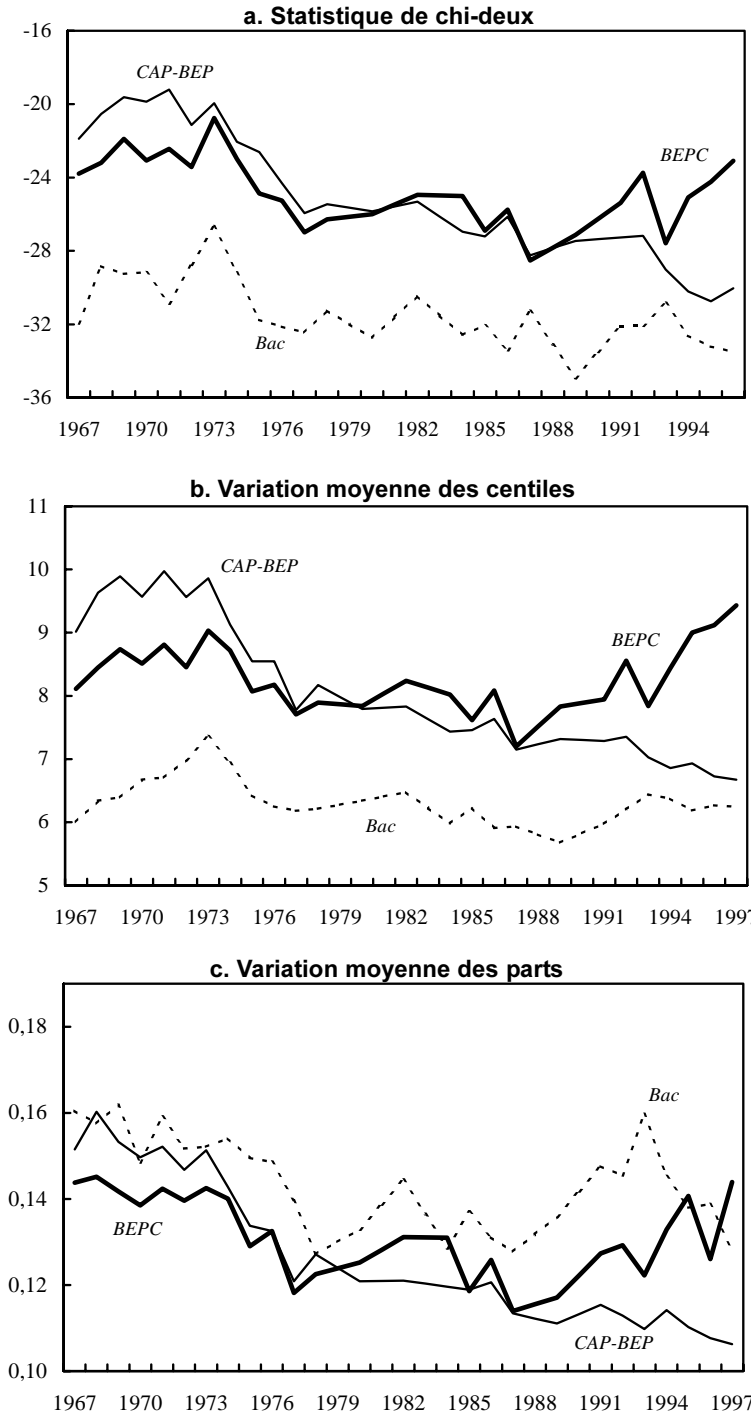 a. Statistique de chi-deux
-16
CAP-BEP
-20
BEPC
-24
-28
-32
Bac
-36
1967 1970 1973 1976 1979 1982 1985 1988 1991 1994
b. Variation moyenne des centiles
11
10
CAP-BEP
9
BEPC
8
7
6
Bac
5
1967 1970 1973 1976 1979 1982 1985 1988 1991 1994 1997
c. Variation moyenne des parts
0,18
0,16
Bac
0,14
BEPC
0,12
CAP-BEP
0,10
1967 1970 1973 1976 1979 1982 1985 1988 1991 1994 1997